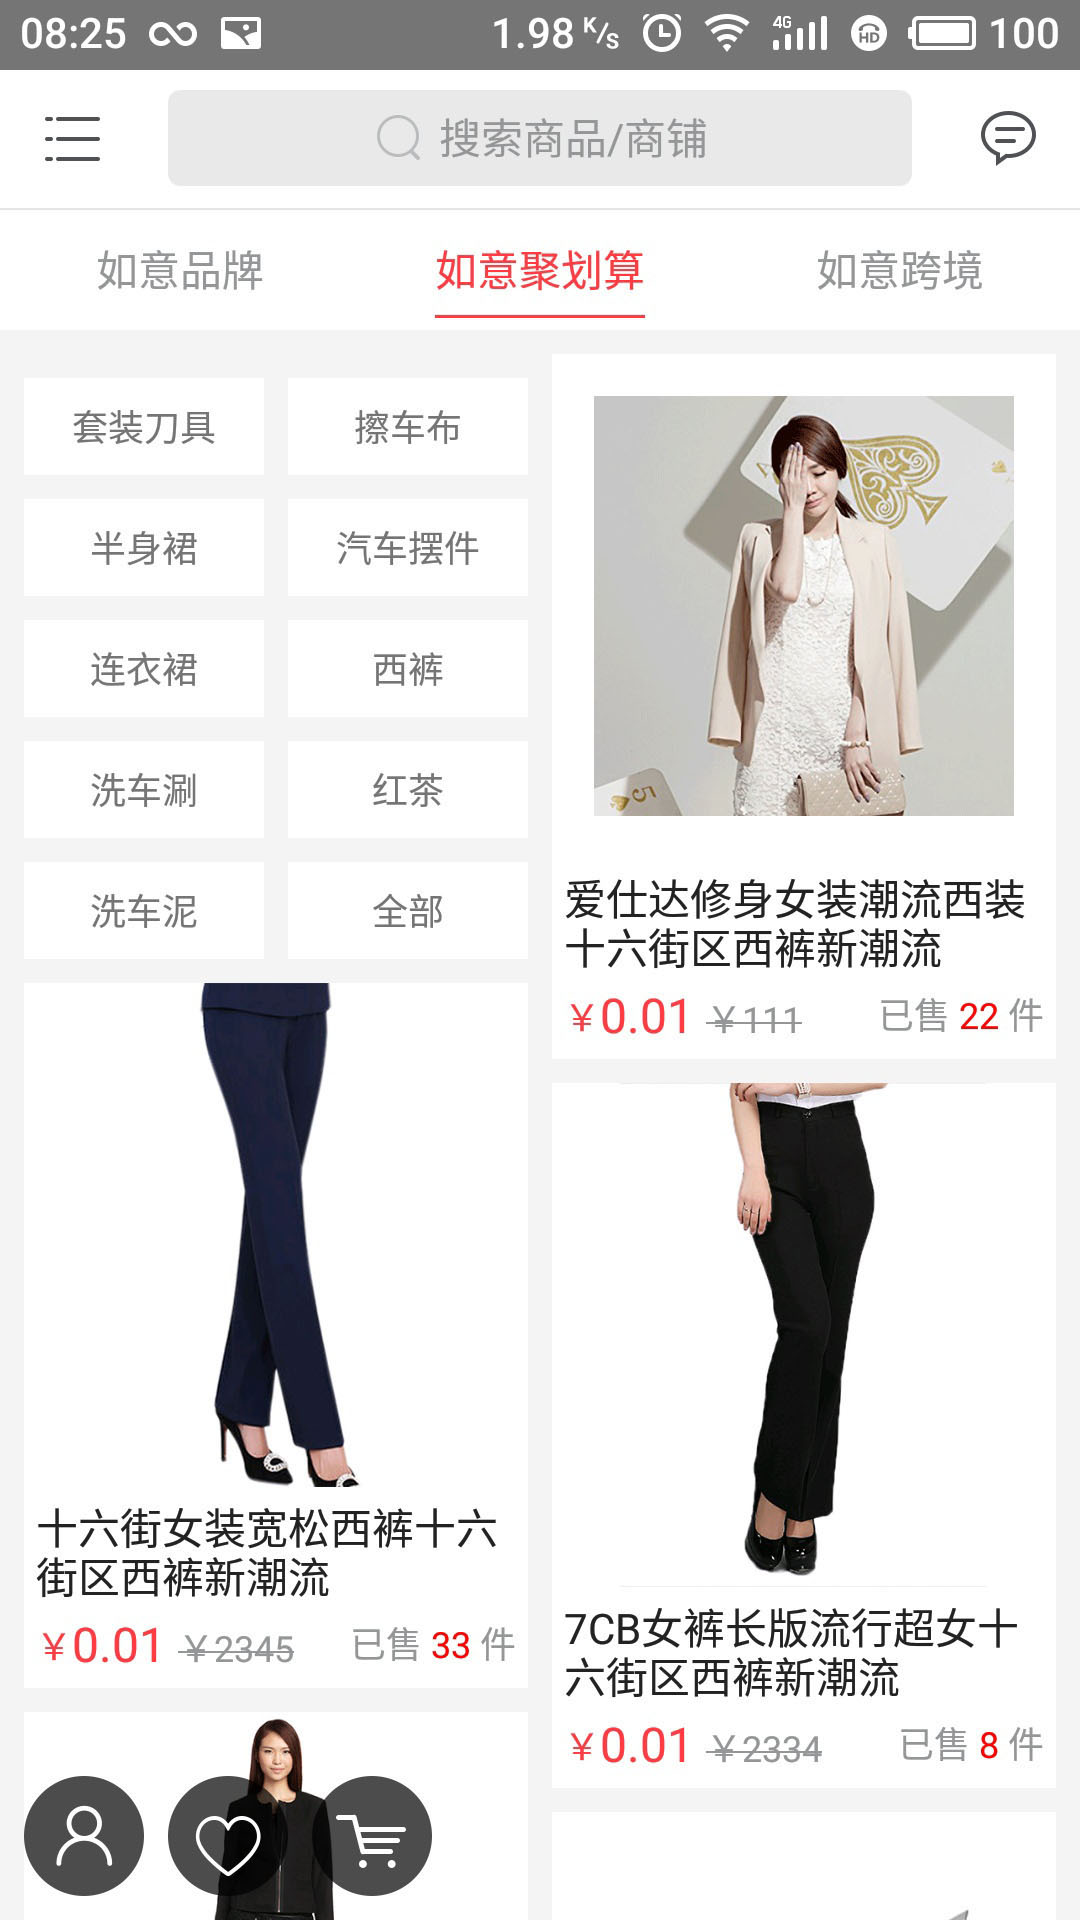 08:25
1.98 K/s
4G
HD
100
搜索商品/商铺
如意品牌
如意聚划算
如意跨境
套装刀具
擦车布
半身裙
汽车摆件
连衣裙
西裤
洗车涮
红茶
洗车泥
全部
A
5
爱仕达修身女装潮流西装
十六街区西裤新潮流
￥0.01 ￥111 已售 22 件
十六街女装宽松西裤十六
街区西裤新潮流
￥0.01 ￥2345 已售 33 件
7CB女裤长版流行超女十
六街区西裤新潮流
￥0.01 ￥2334 已售 8 件